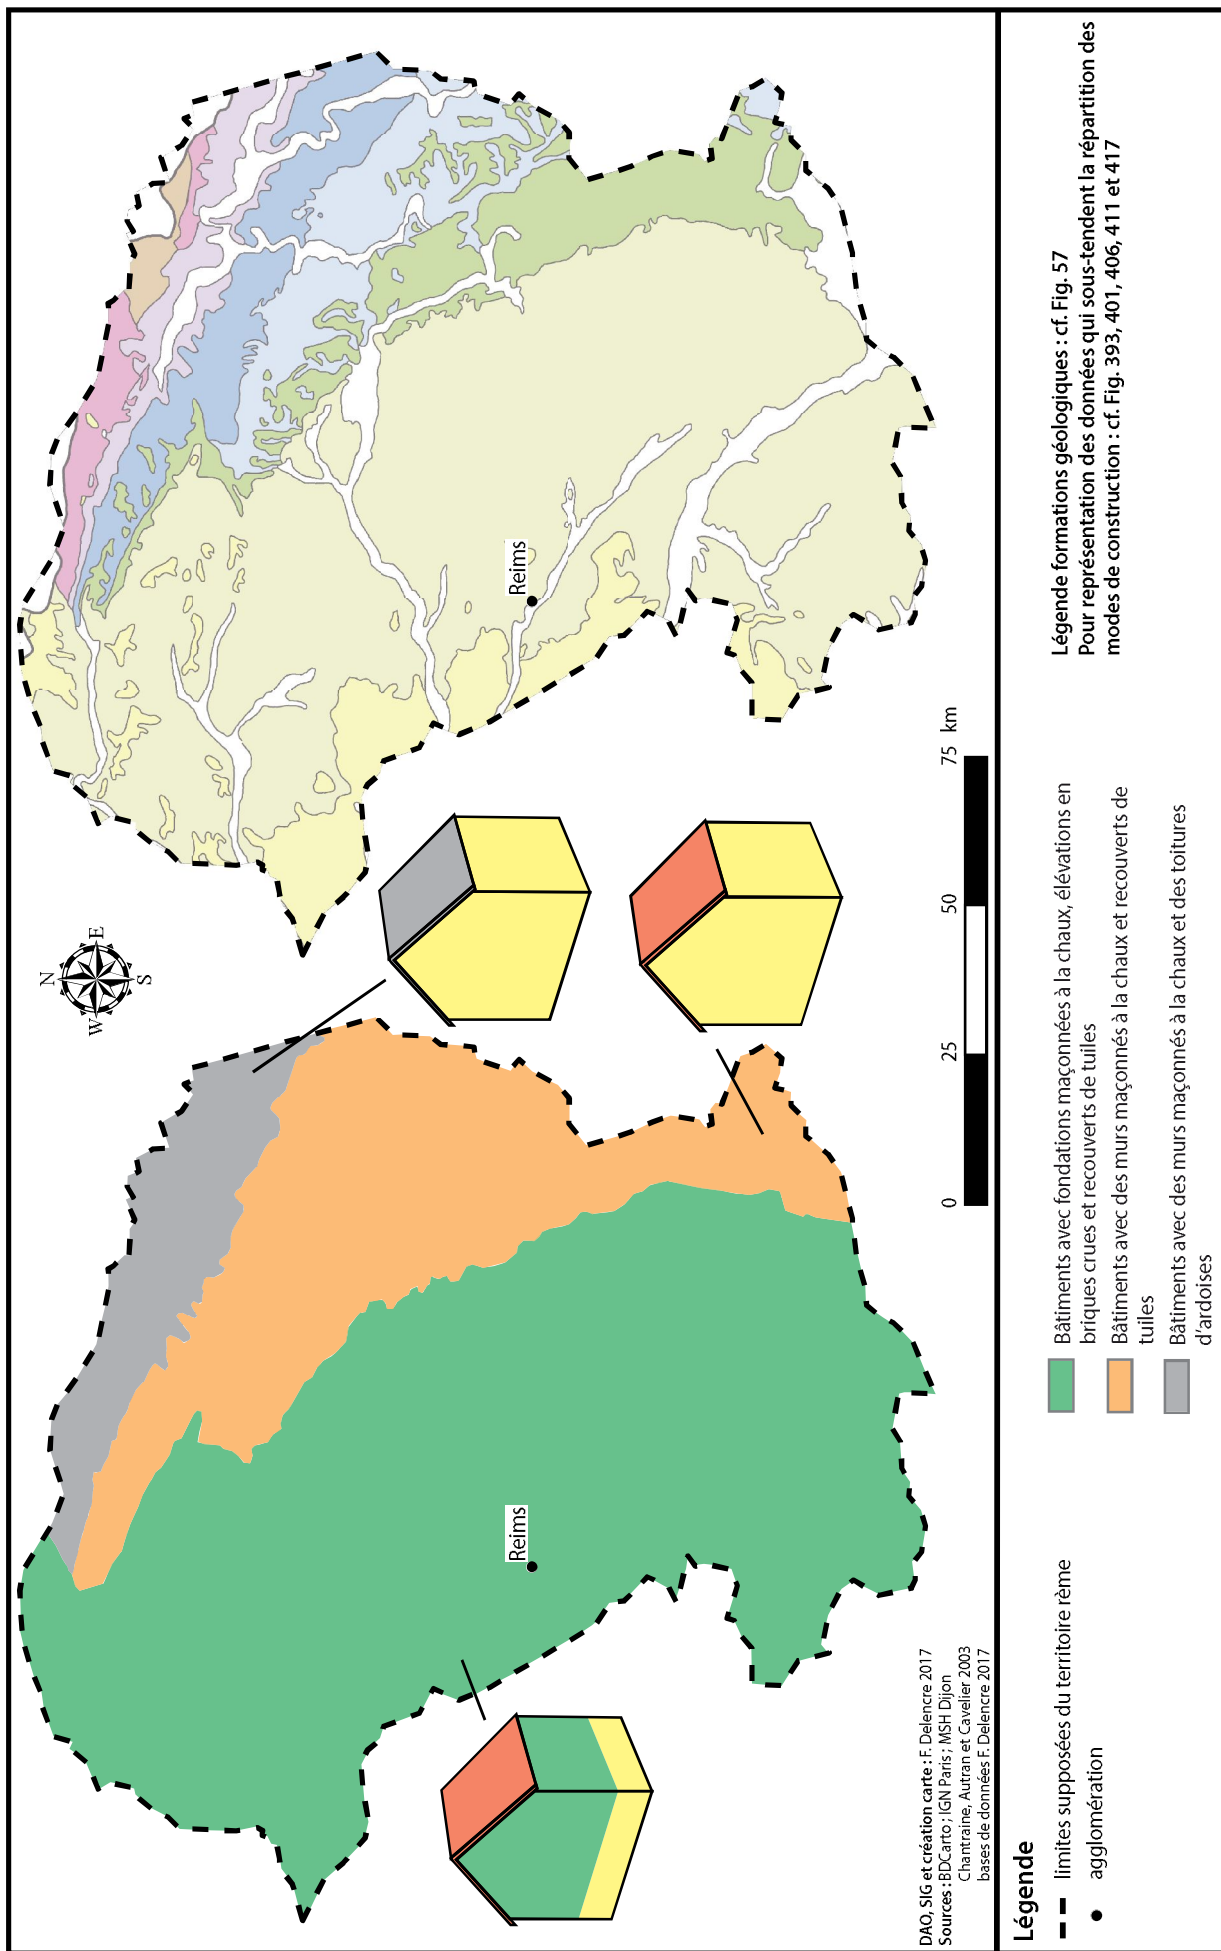 N
W
E
S
Reims
Reims
0
25
50
75 km
DAO, SIG et création carte : F. Delencre 2017
Sources : BDCarto ; IGN Paris ; MSH Dijon
Chantraine, Autran et Cavelier 2003
bases de données F. Delencre 2017
Légende
limites supposées du territoire rème
agglomération
Bâtiments avec fondations maçonnées à la chaux, élévations en
briques crues et recouverts de tuiles
Bâtiments avec des murs maçonnés à la chaux et recouverts de
tuiles
Bâtiments avec des murs maçonnés à la chaux et des toitures
d'ardoises
Légende formations géologiques : cf. Fig. 57
Pour représentation des données qui sous-tendent la répartition des
modes de construction : cf. Fig. 393, 401, 406, 411 et 417